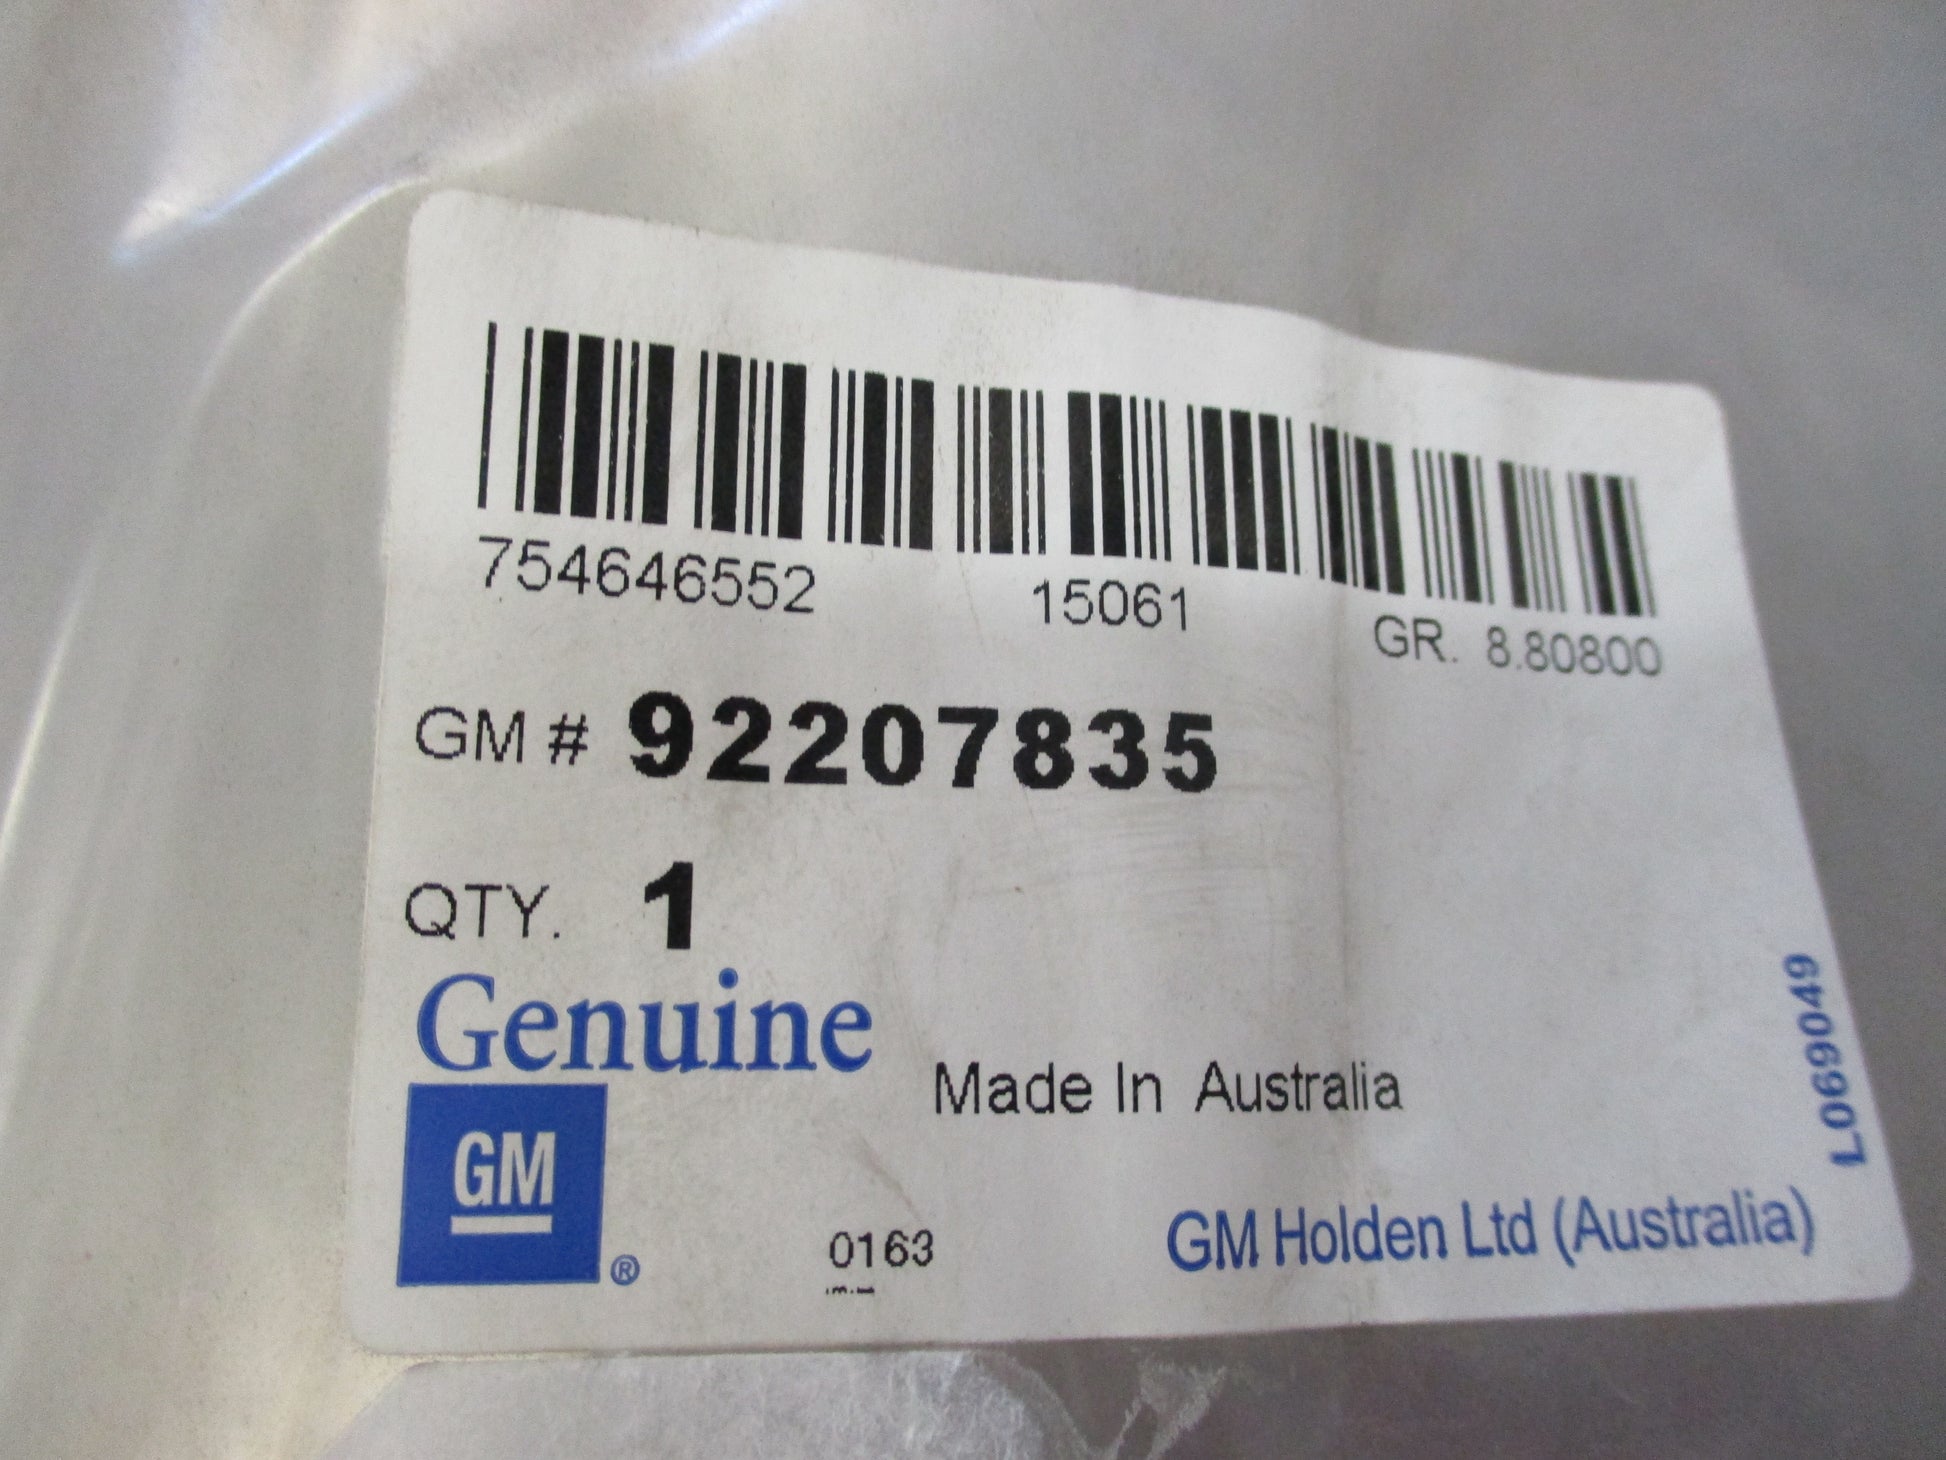 754646552 15061 GR. 8.80800
GM # 92207835
QTY. 1
Genuine
Made In Australia
GM ®
0163
GM Holden Ltd (Australia)
L069049